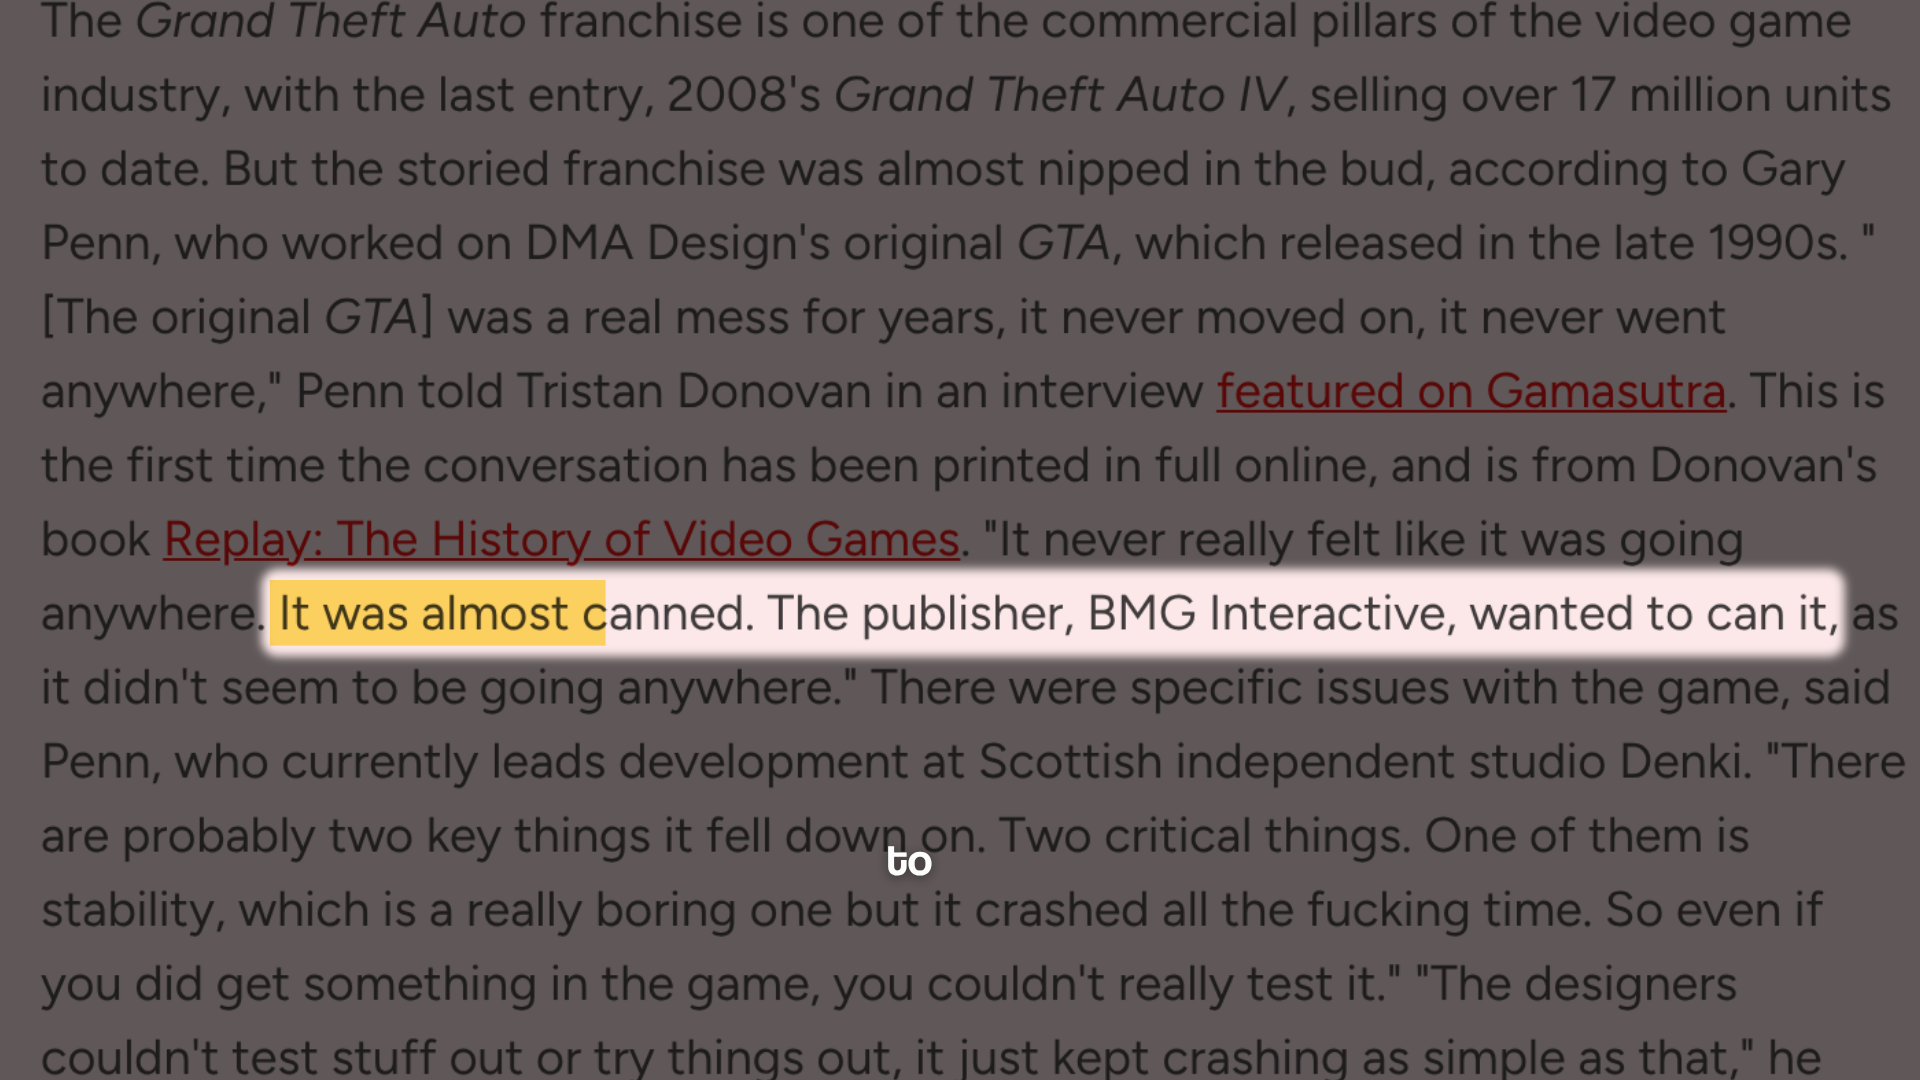 The Grand Theft Auto franchise is one of the commercial pillars of the video game
industry, with the last entry, 2008's Grand Theft Auto IV, selling over 17 million units
to date. But the storied franchise was almost nipped in the bud, according to Gary
Penn, who worked on DMA Design's original GTA, which released in the late 1990s. "
[The original GTA] was a real mess for years, it never moved on, it never went
anywhere," Penn told Tristan Donovan in an interview featured on Gamasutra. This is
the first time the conversation has been printed in full online, and is from Donovan's
book Replay: The History of Video Games. "It never really felt like it was going
anywhere. It was almost canned. The publisher, BMG Interactive, wanted to can it, as
it didn't seem to be going anywhere." There were specific issues with the game, said
Penn, who currently leads development at Scottish independent studio Denki. "There
are probably two key things it fell down on. Two critical things. One of them is
to
stability, which is a really boring one but it crashed all the fucking time. So even if
you did get something in the game, you couldn't really test it." "The designers
couldn't test stuff out or try things out, it just kept crashing as simple as that," he